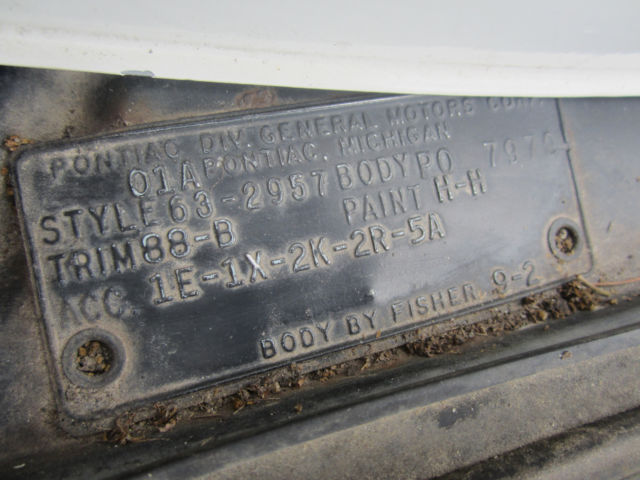 PONTIAC DIV. GENERAL MOTORS CORP.
PONTIAC, MICHIGAN
01A
STYLE 63-2957 BODY PO 7970
TRIM 88-B PAINT H-H
ACC. 1E-1X-2K-2R-5A
BODY BY FISHER 9-2